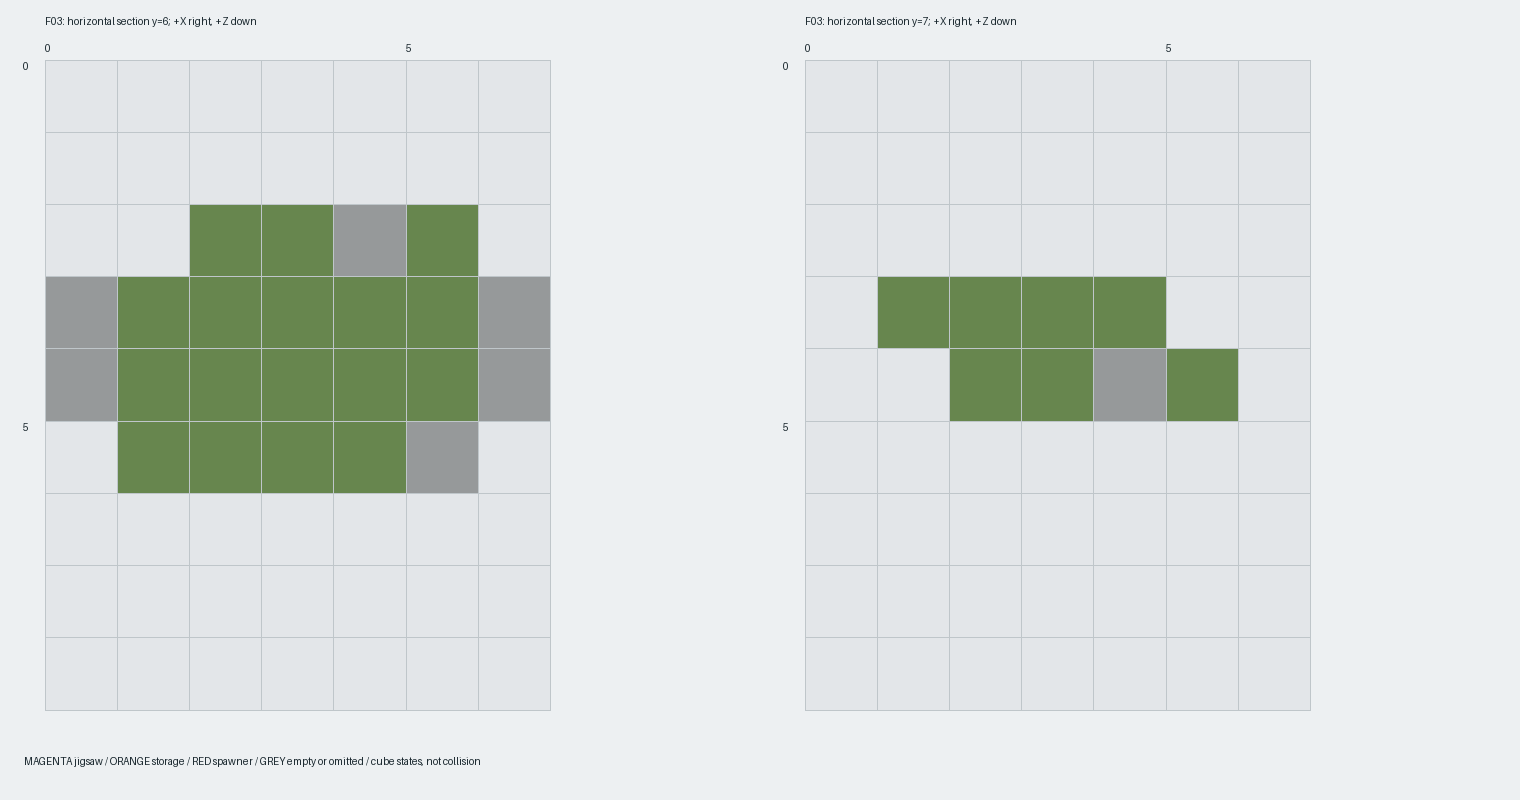 F03: horizontal section y=6; +X right, +Z down
F03: horizontal section y=7; +X right, +Z down
0 5
0 5
0
0
5
5
MAGENTA jigsaw / ORANGE storage / RED spawner / GREY empty or omitted / cube states, not collision